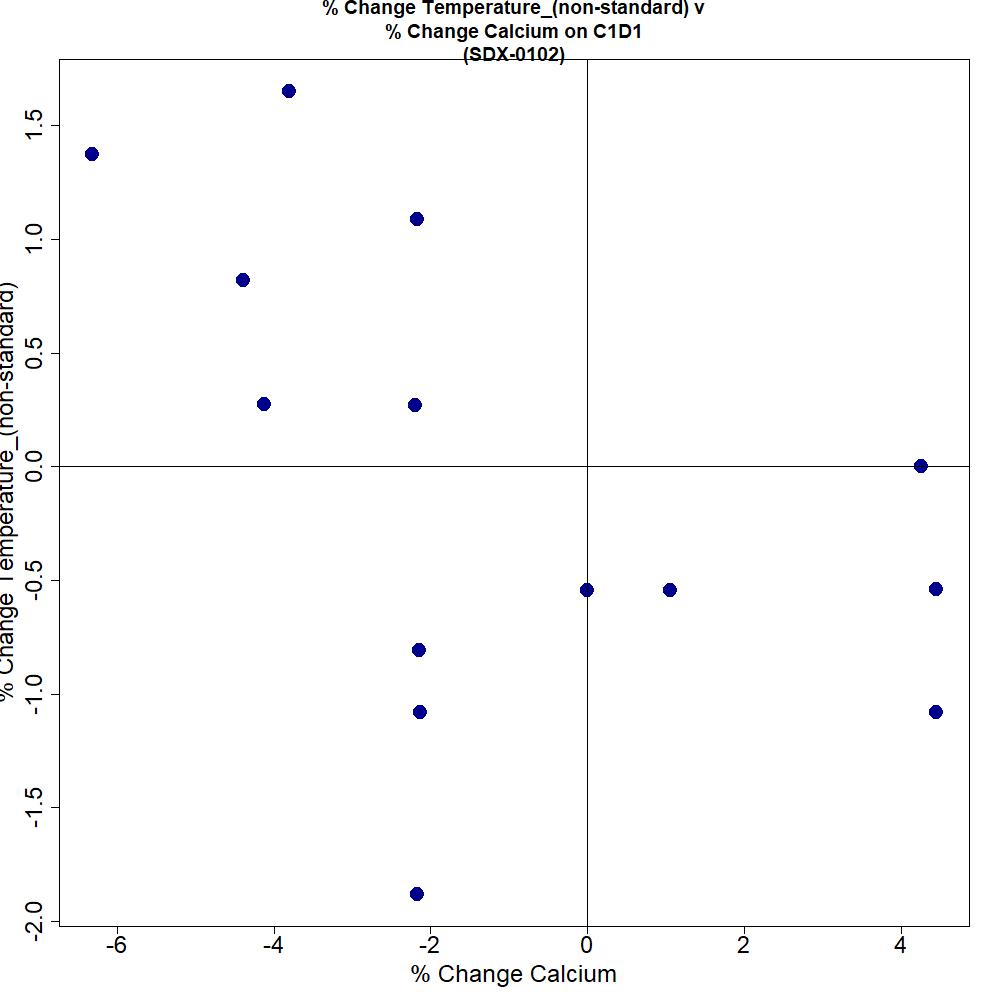 % Change Temperature_(non-standard) v
% Change Calcium on C1D1
(SDX-0102)
% Change Temperature_(non-standard)
1.5
1.0
0.5
0.0
-0.5
-1.0
-1.5
-2.0
-6
-4
-2
0
2
4
% Change Calcium